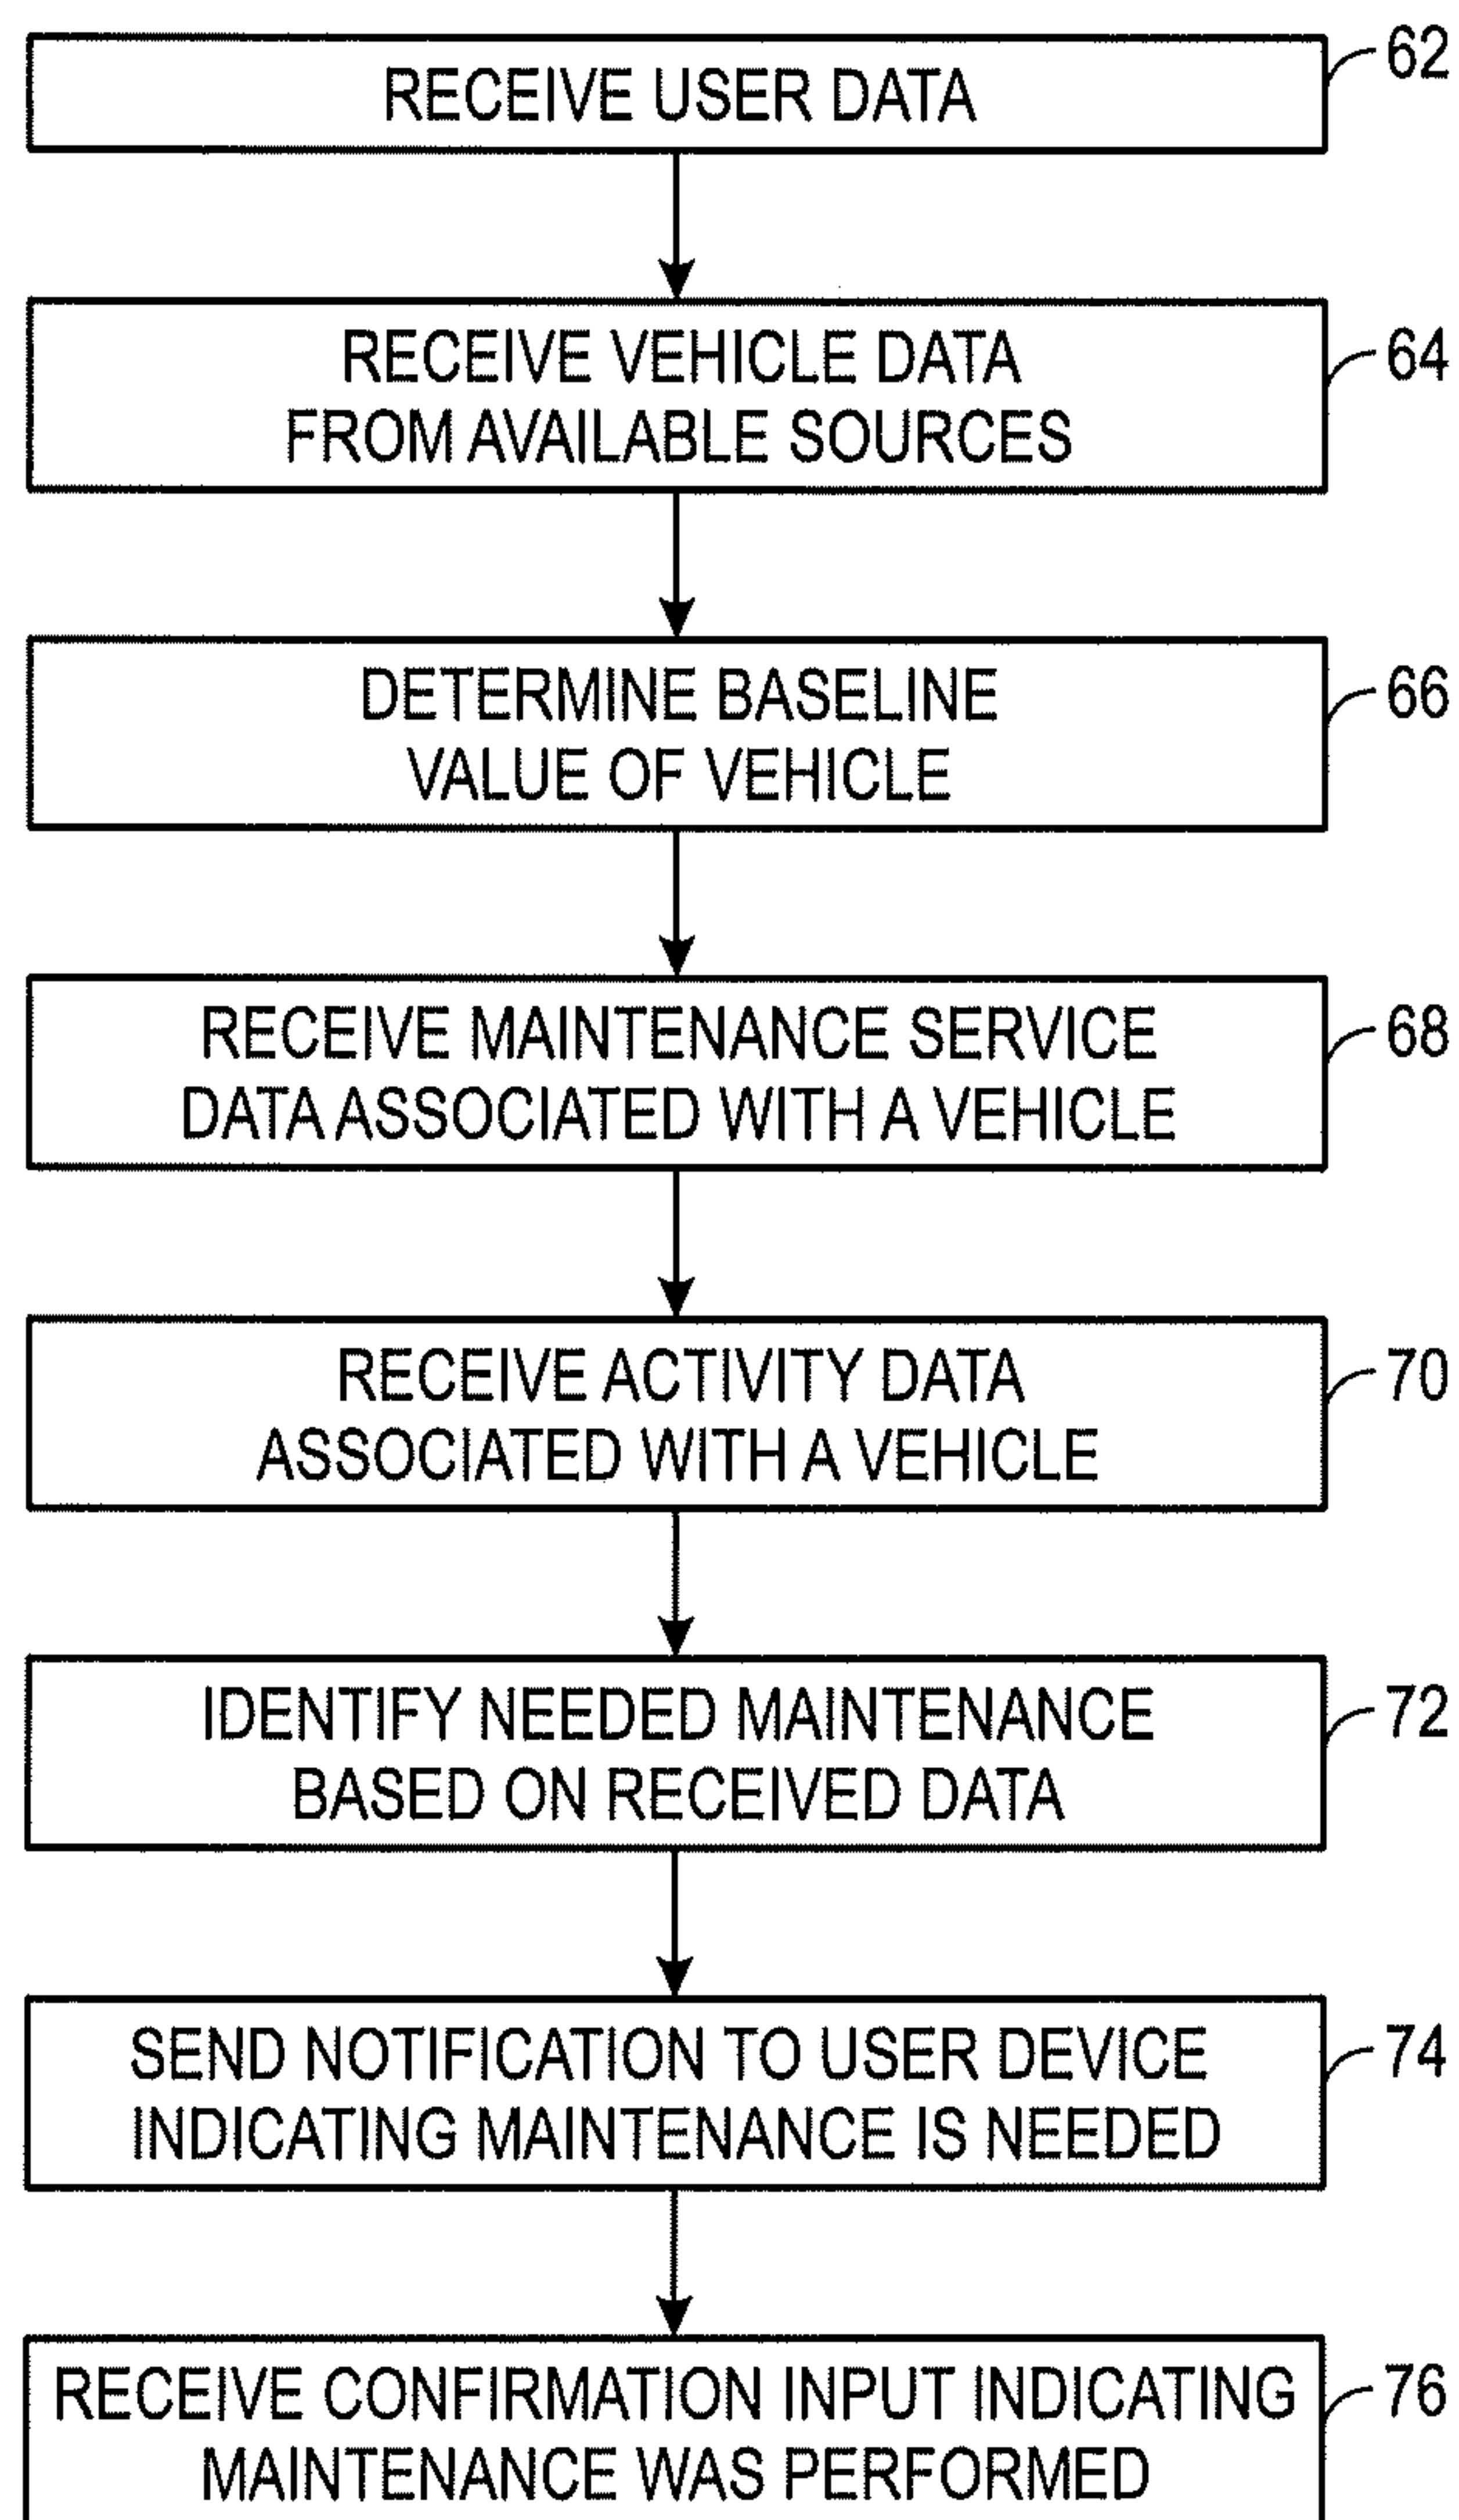 RECEIVE USER DATA
62
RECEIVE VEHICLE DATA
FROM AVAILABLE SOURCES
64
DETERMINE BASELINE
VALUE OF VEHICLE
66
RECEIVE MAINTENANCE SERVICE
DATA ASSOCIATED WITH A VEHICLE
68
RECEIVE ACTIVITY DATA
ASSOCIATED WITH A VEHICLE
70
IDENTIFY NEEDED MAINTENANCE
BASED ON RECEIVED DATA
72
SEND NOTIFICATION TO USER DEVICE
INDICATING MAINTENANCE IS NEEDED
74
RECEIVE CONFIRMATION INPUT INDICATING
MAINTENANCE WAS PERFORMED
76